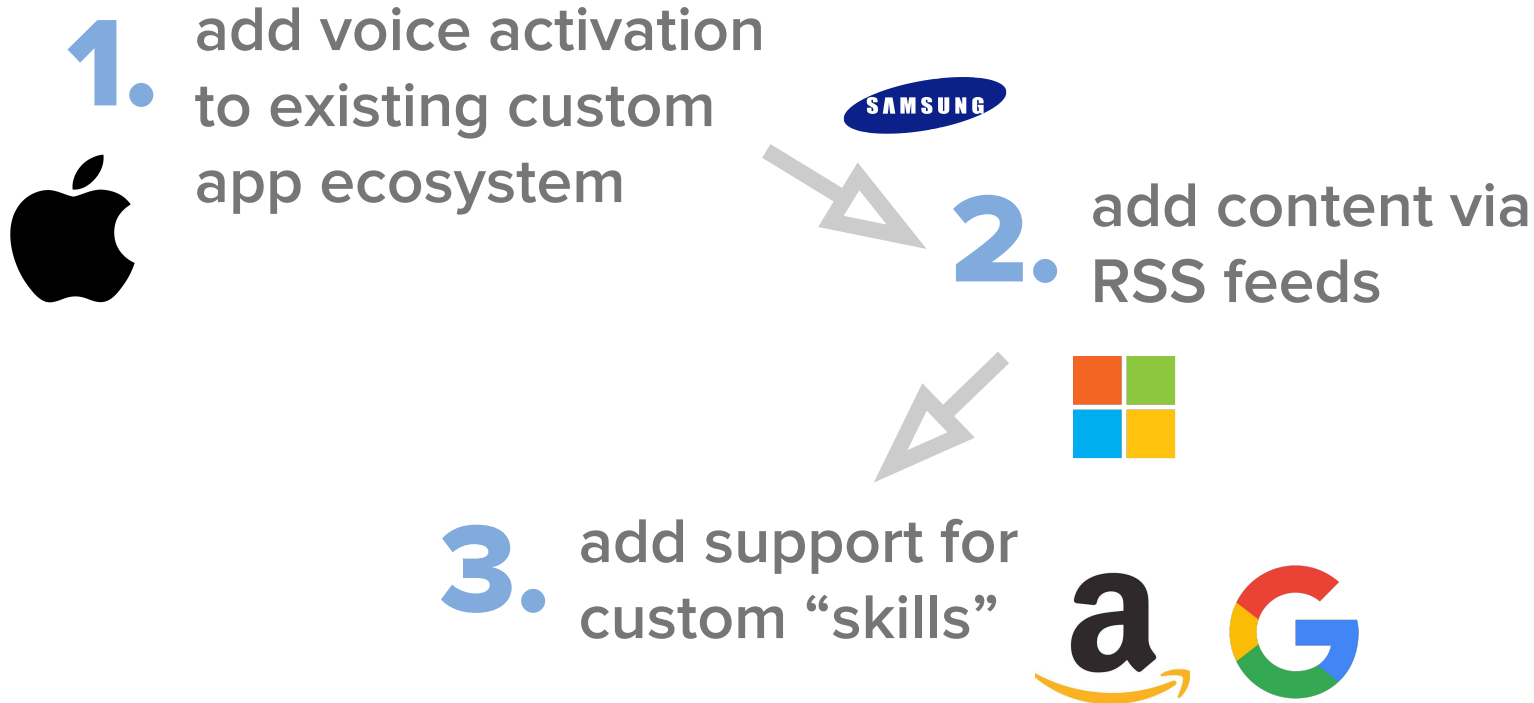 1. add voice activation
to existing custom
app ecosystem
SAMSUNG
2. add content via
RSS feeds
3. add support for
custom “skills”
a
G